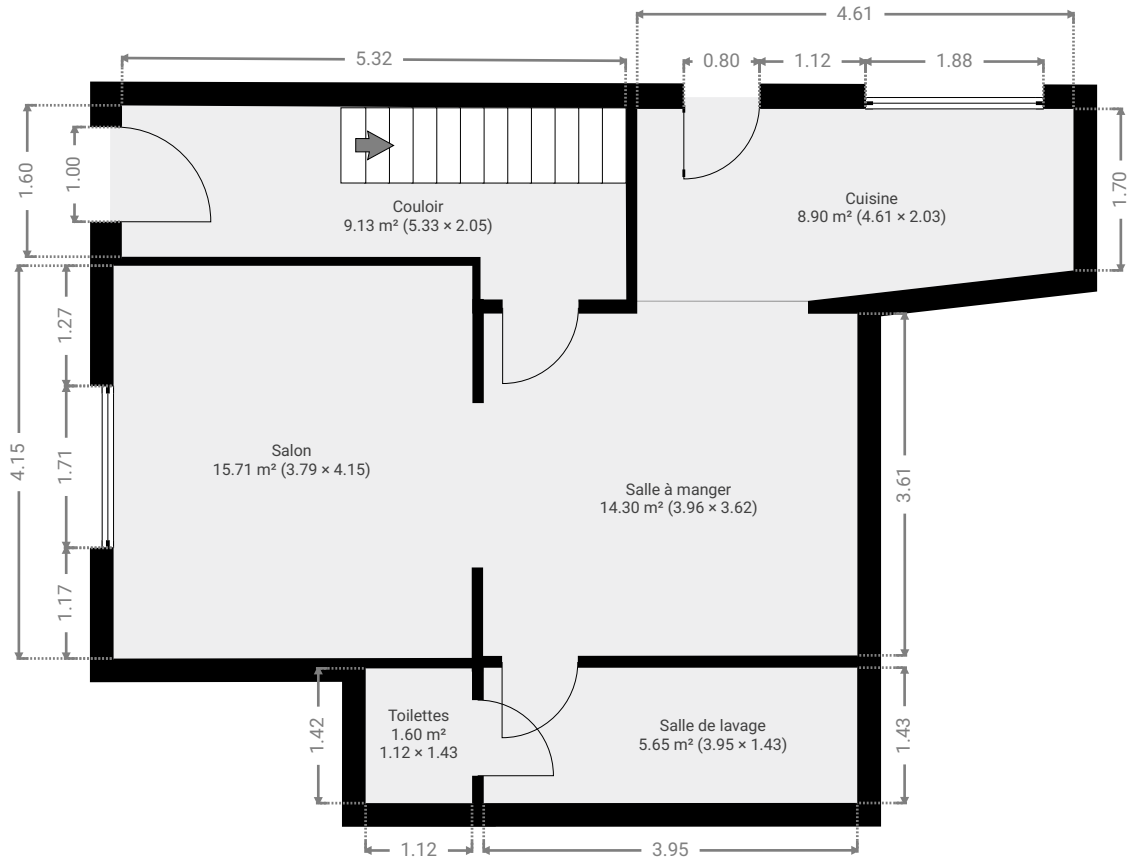 4.61
5.32
0.80
1.12
1.88
1.60
1.00
1.70
Couloir
9.13 m² (5.33 × 2.05)
Cuisine
8.90 m² (4.61 × 2.03)
4.15
1.27
1.71
1.17
Salon
15.71 m² (3.79 × 4.15)
Salle à manger
14.30 m² (3.96 × 3.62)
3.61
1.42
Toilettes
1.60 m²
1.12 × 1.43
Salle de lavage
5.65 m² (3.95 × 1.43)
1.43
1.12
3.95